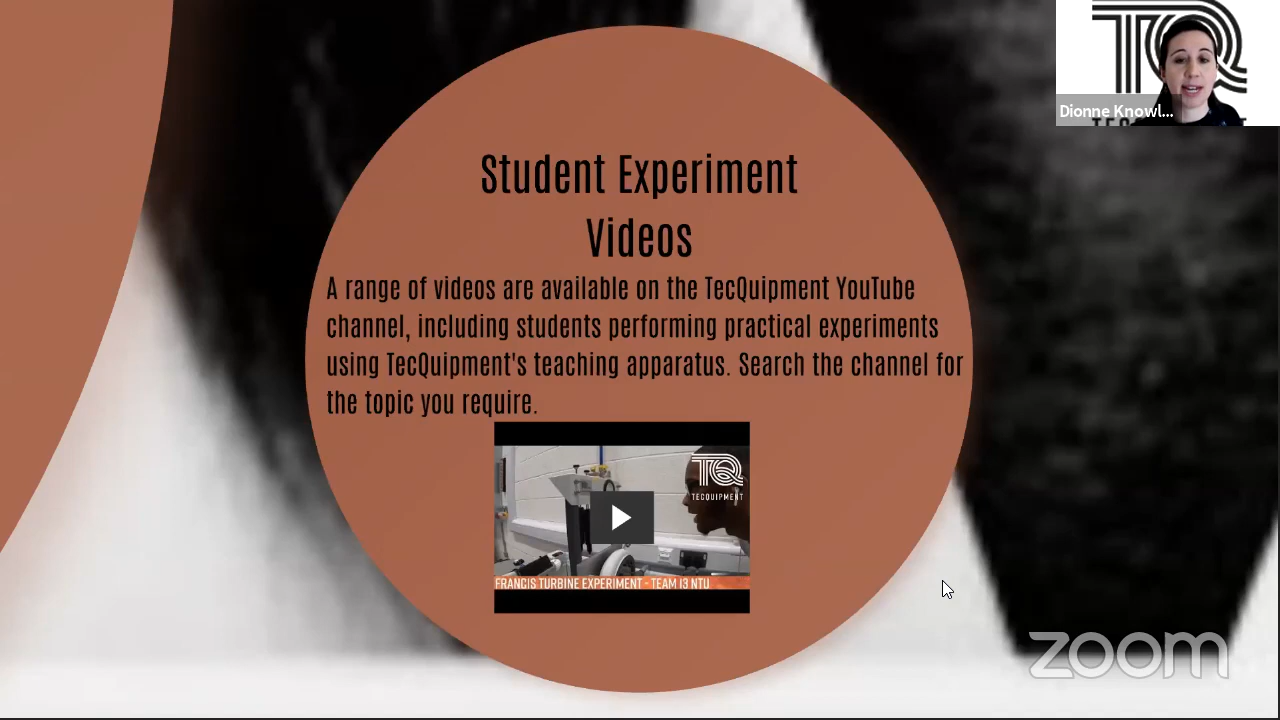 Dionne Knowl...
Student Experiment
Videos
A range of videos are available on the TecQuipment YouTube
channel, including students performing practical experiments
using TecQuipment's teaching apparatus. Search the channel for
the topic you require.
TQ
TECQUIPMENT
FRANCIS TURBINE EXPERIMENT - TEAM 13 NTU
zoom